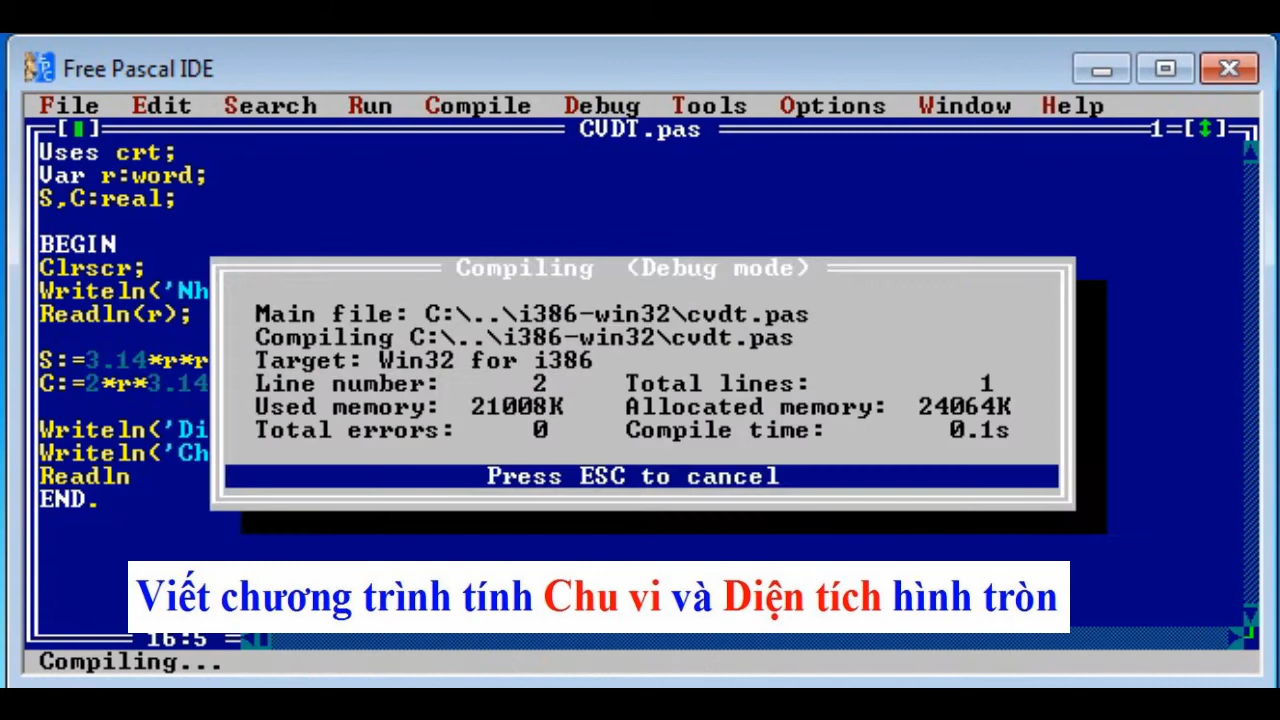 Free Pascal IDE
File Edit Search Run Compile Debug Tools Options Window Help
CVDT.pas 1=[↕]
Uses crt;
Var r:word;
S,C:real;
BEGIN
Clrscr;
Writeln('Nh
Readln(r);
S:=3.14*r*r
C:=2*r*3.14
Writeln('Di
Writeln('Ch
Readln
END.
Compiling (Debug mode)
Main file: C:\..\i386-win32\cvdt.pas
Compiling C:\..\i386-win32\cvdt.pas
Target: Win32 for i386
Line number: 2 Total lines: 1
Used memory: 21008K Allocated memory: 24064K
Total errors: 0 Compile time: 0.1s
Press ESC to cancel
Viết chương trình tính Chu vi và Diện tích hình tròn
16:5
Compiling...